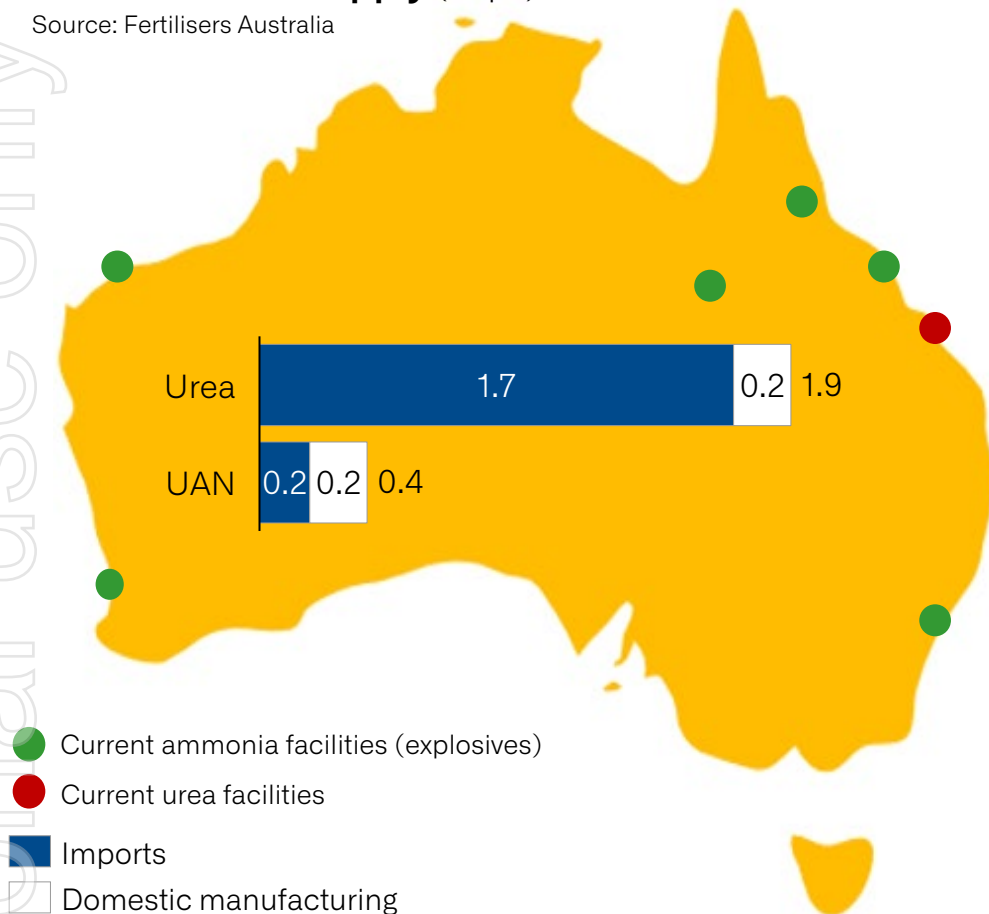 Source: Fertilisers Australia
Urea 1.7 0.2 1.9
UAN 0.2 0.2 0.4
Current ammonia facilities (explosives)
Current urea facilities
Imports
Domestic manufacturing